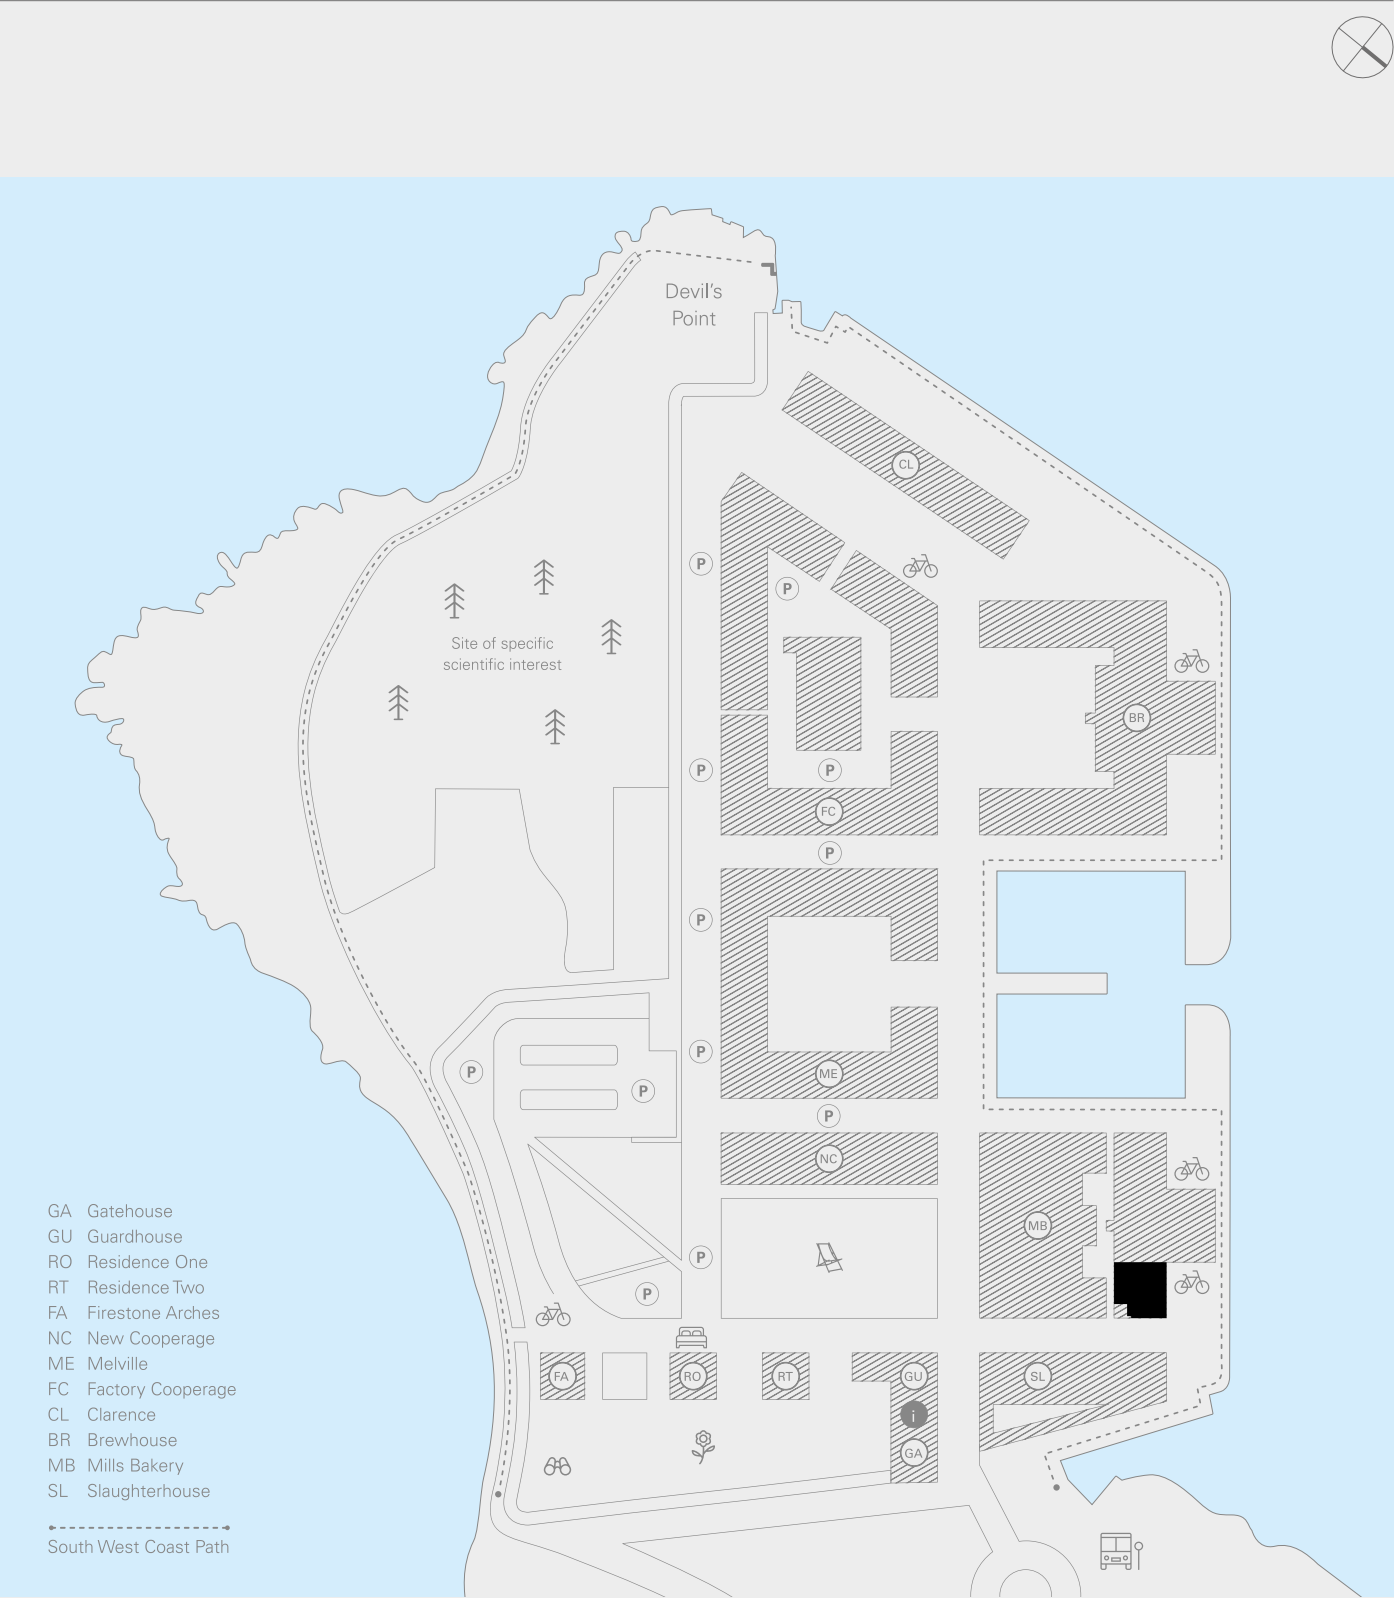 Devil's
Point
CL
P
P
Site of specific
scientific interest
BR
P
P
FC
P
P
P
P
P
ME
P
NC
MB
P
P
GA Gatehouse
GU Guardhouse
RO Residence One
RT Residence Two
FA Firestone Arches
NC New Cooperage
ME Melville
FC Factory Cooperage
CL Clarence
BR Brewhouse
MB Mills Bakery
SL Slaughterhouse
South West Coast Path
FA
RO
RT
GU
SL
i
GA